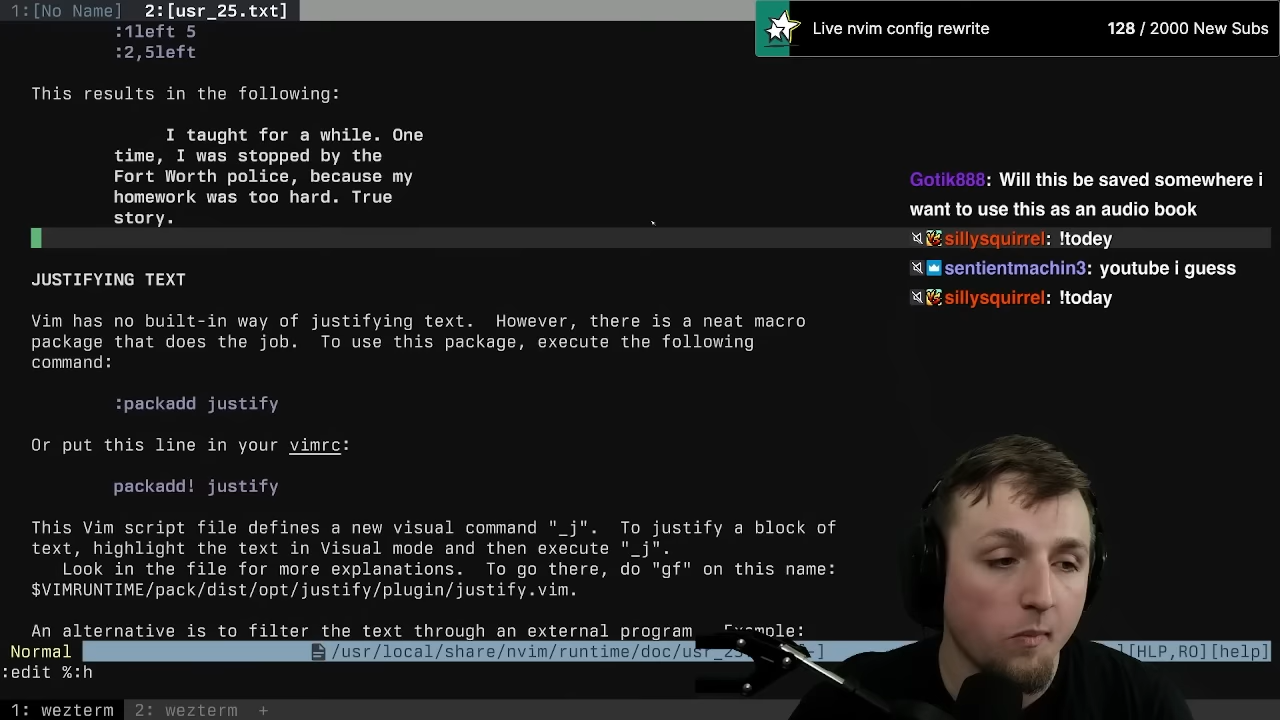 1:[No Name]  2:[usr_25.txt]
Live nvim config rewrite
128 / 2000 New Subs
:1left 5
:2,5left
This results in the following:
I taught for a while. One
time, I was stopped by the
Fort Worth police, because my
homework was too hard. True
story.
Gotik888: Will this be saved somewhere i
want to use this as an audio book
sillysquirrel: !todey
sentientmachin3: youtube i guess
sillysquirrel: !today
JUSTIFYING TEXT
Vim has no built-in way of justifying text.  However, there is a neat macro
package that does the job.  To use this package, execute the following
command:
:packadd justify
Or put this line in your vimrc:
packadd! justify
This Vim script file defines a new visual command "_j".  To justify a block of
text, highlight the text in Visual mode and then execute "_j".
Look in the file for more explanations.  To go there, do "gf" on this name:
$VIMRUNTIME/pack/dist/opt/justify/plugin/justify.vim.
An alternative is to filter the text through an external program   Example:
Normal /usr/local/share/nvim/runtime/doc/usr_25 -] ][HLP,RO][help]
:edit %:h
1: wezterm  2: wezterm  +